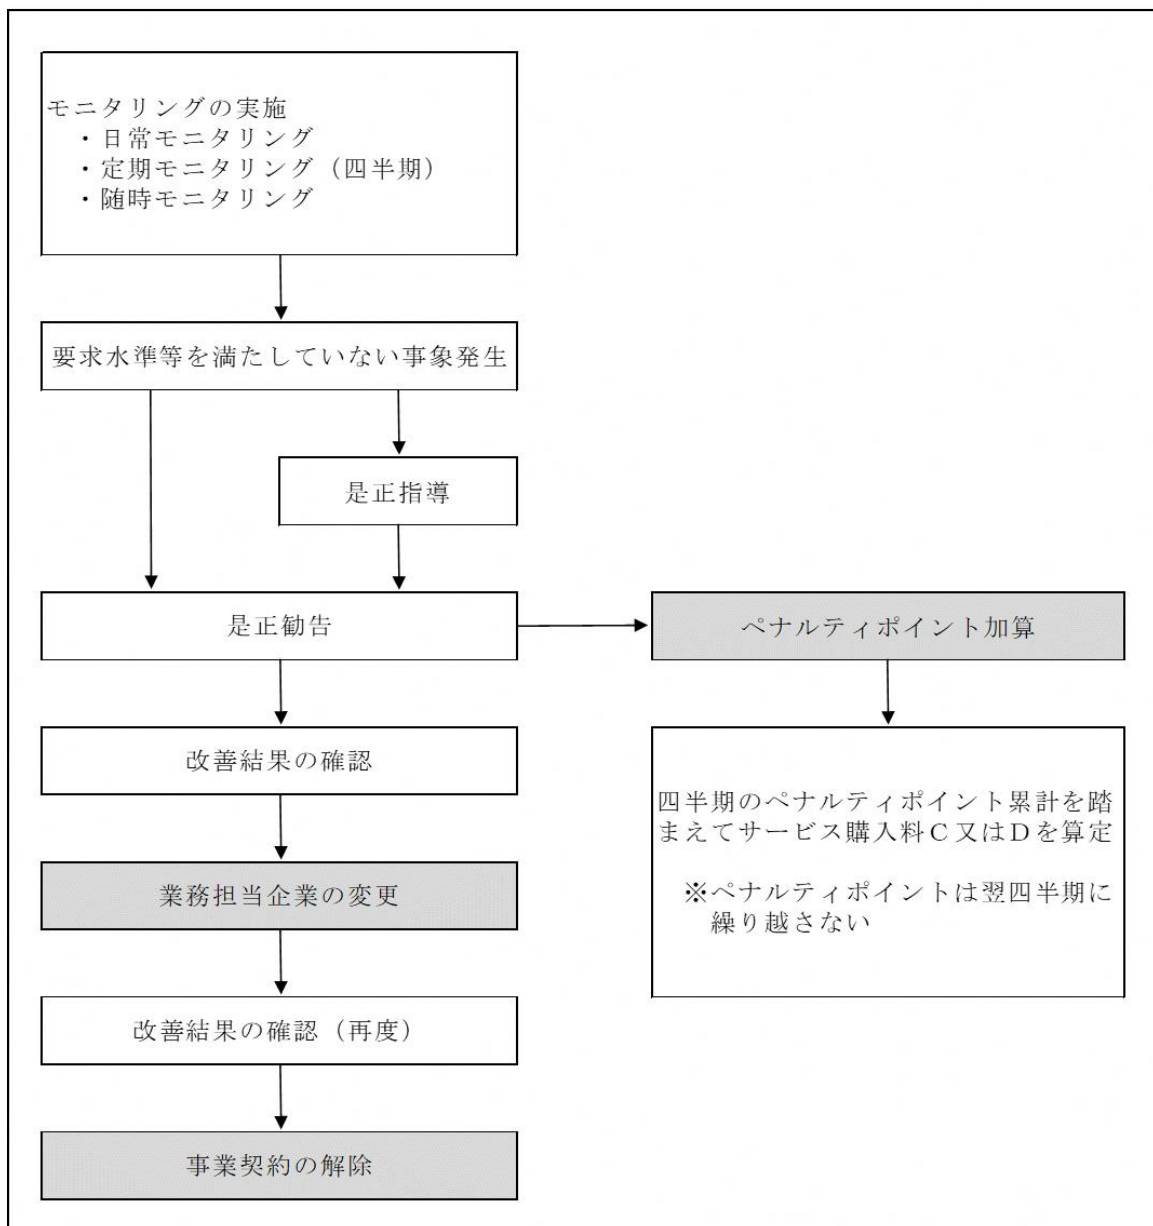 モニタリングの実施
・日常モニタリング
・定期モニタリング（四半期）
・随時モニタリング
要求水準等を満たしていない事象発生
是正指導
是正勧告
ペナルティポイント加算
改善結果の確認
四半期のペナルティポイント累計を踏
まえてサービス購入料Ｃ又はＤを算定
※ペナルティポイントは翌四半期に
繰り越さない
業務担当企業の変更
改善結果の確認（再度）
事業契約の解除